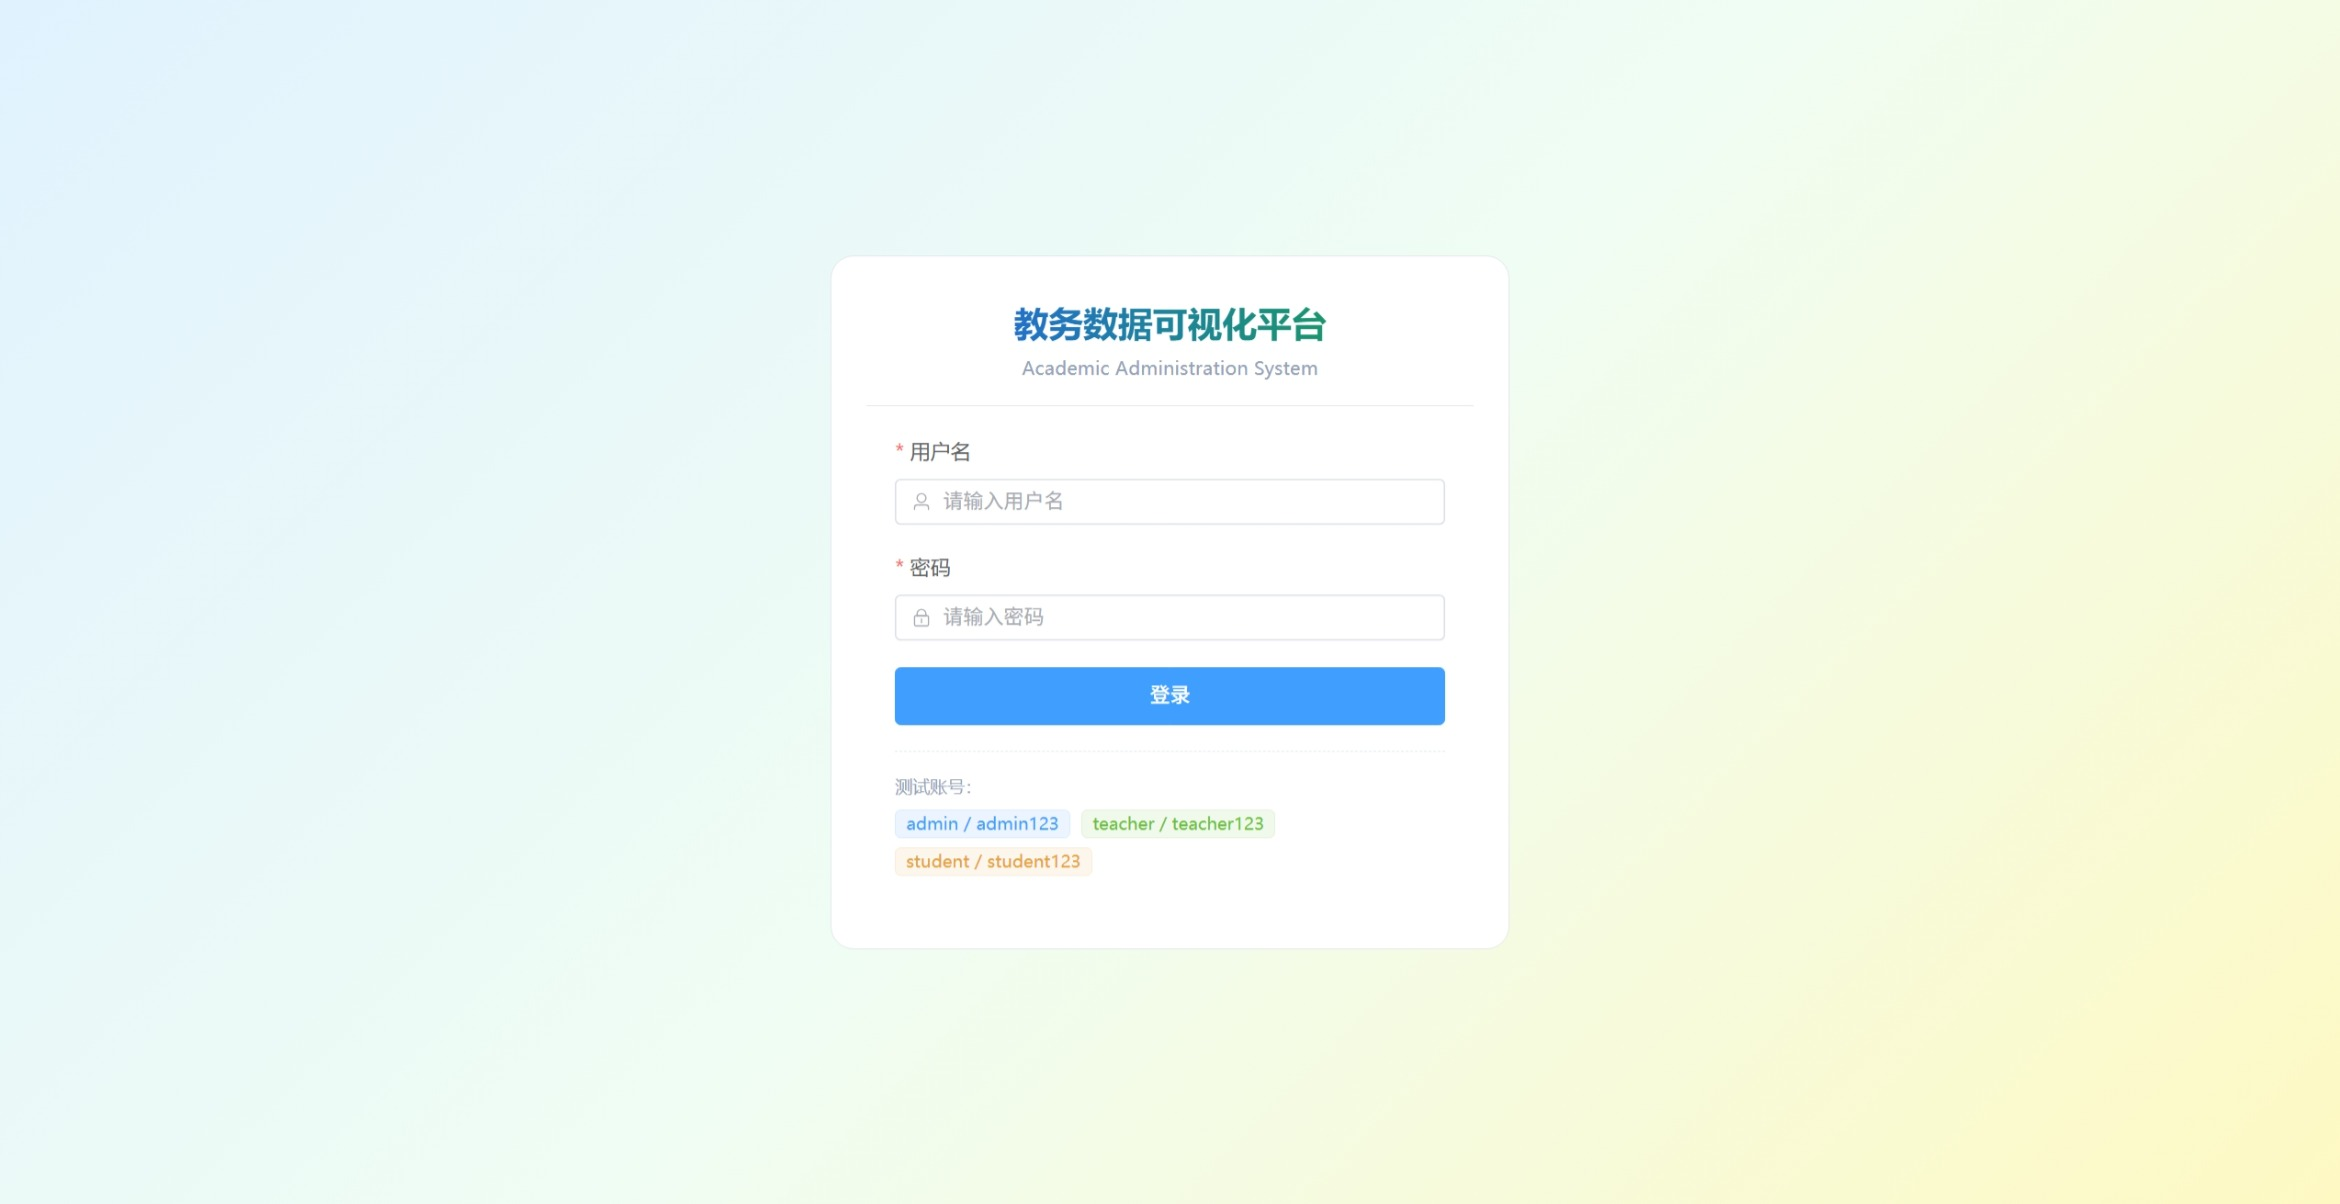 教务数据可视化平台
Academic Administration System
* 用户名
请输入用户名
* 密码
请输入密码
登录
测试账号:
admin / admin123 teacher / teacher123
student / student123